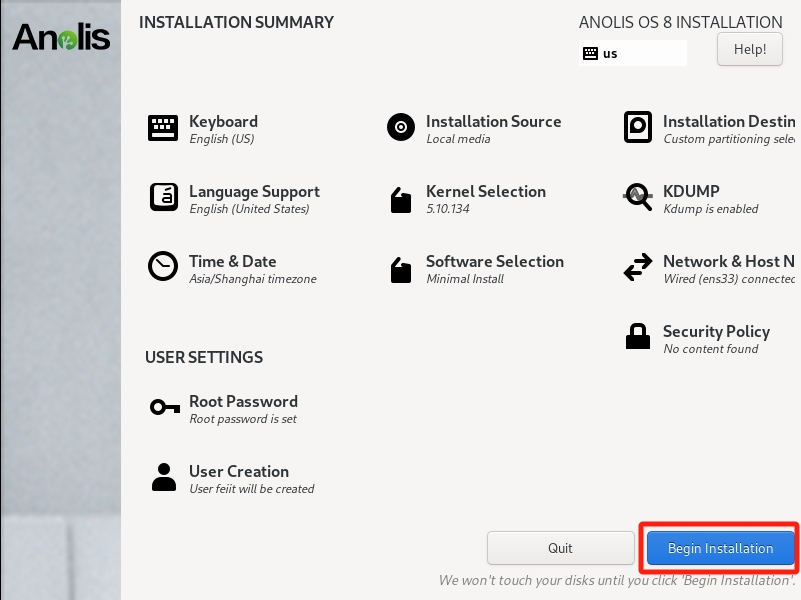 Anolis
INSTALLATION SUMMARY
ANOLIS OS 8 INSTALLATION
us
Help!
Keyboard
English (US)
Installation Source
Local media
Installation Destin
Custom partitioning sele
Language Support
English (United States)
Kernel Selection
5.10.134
KDUMP
Kdump is enabled
Time & Date
Asia/Shanghai timezone
Software Selection
Minimal Install
Network & Host N
Wired (ens33) connected
Security Policy
No content found
USER SETTINGS
Root Password
Root password is set
User Creation
User feiit will be created
Quit
Begin Installation
We won't touch your disks until you click 'Begin Installation'.